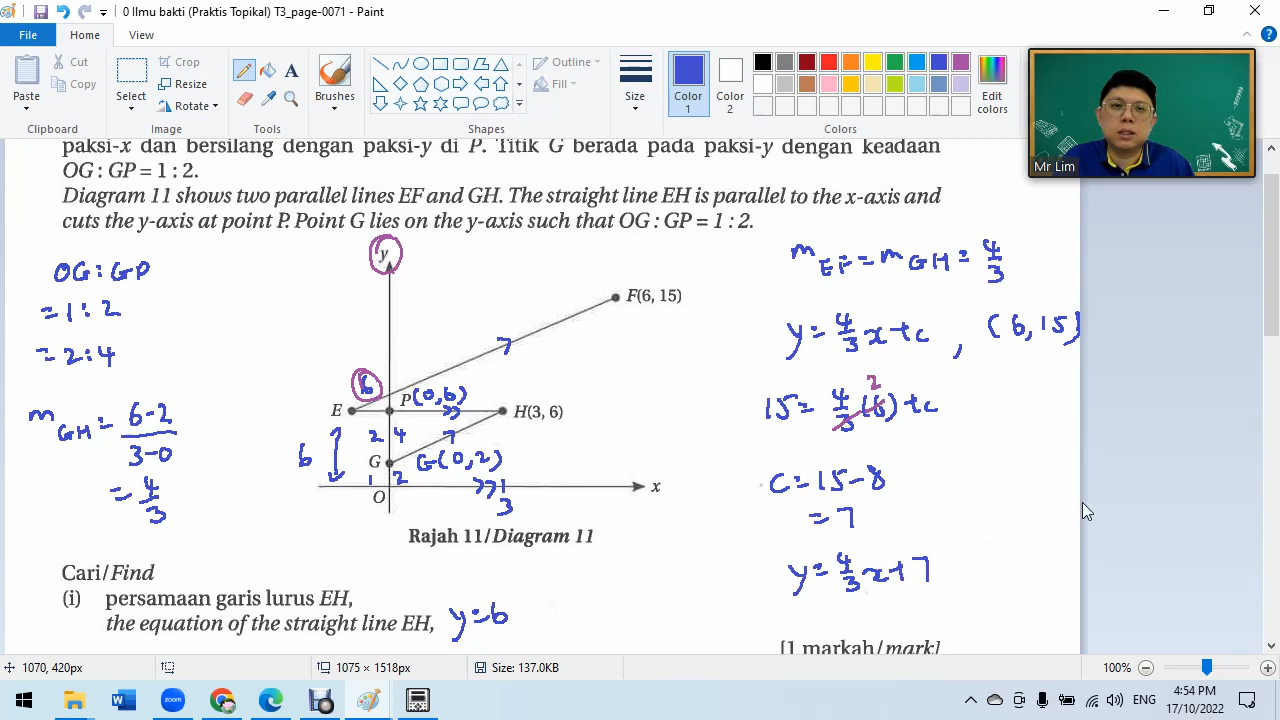 0 Ilmu bakti (Praktis Topikal) T3_page-0071 - Paint
File
Home
View
Paste
Cut
Copy
Clipboard
Select
Crop
Resize
Rotate
Image
Tools
Brushes
Shapes
Outline
Fill
Size
Color 1
Color 2
Colors
Edit colors
Mr Lim
paksi-x dan bersilang dengan paksi-y di P. Titik G berada pada paksi-y dengan keadaan
OG : GP = 1 : 2.
Diagram 11 shows two parallel lines EF and GH. The straight line EH is parallel to the x-axis and
cuts the y-axis at point P. Point G lies on the y-axis such that OG : GP = 1 : 2.
OG : GP
= 1 : 2
= 2 : 4
m GH = 6-2 / 3-0
= 4/3
y
F(6, 15)
6
E
P(0,6)
H(3, 6)
6
2 4
G G(0,2)
1 2
O
x
3
Rajah 11/Diagram 11
m EF = m GH = 4/3
y = 4/3 x + c , (6,15)
2
15 = 4/3 (6) + c
c = 15 - 8
= 7
y = 4/3 x + 7
Cari/Find
(i) persamaan garis lurus EH,
the equation of the straight line EH, y = 6
[1 markah/mark]
1070, 420px
1075 × 1518px
Size: 137.0KB
100%
zoom
ENG
4:54 PM
17/10/2022